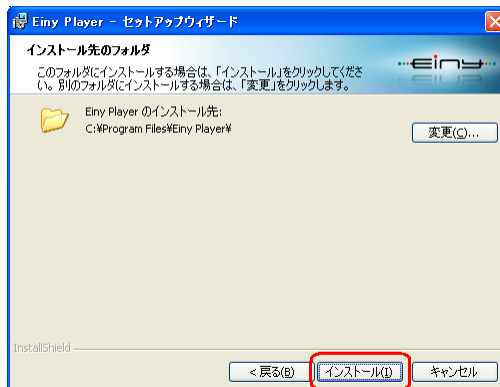 Einy Player - セットアップウィザード
インストール先のフォルダ
このフォルダにインストールする場合は、「インストール」をクリックしてくださ
い。別のフォルダにインストールする場合は、「変更」をクリックします。
Einy
Einy Player のインストール先:
C:¥Program Files¥Einy Player¥
変更(C)...
InstallShield
< 戻る(B)
インストール(I)
キャンセル